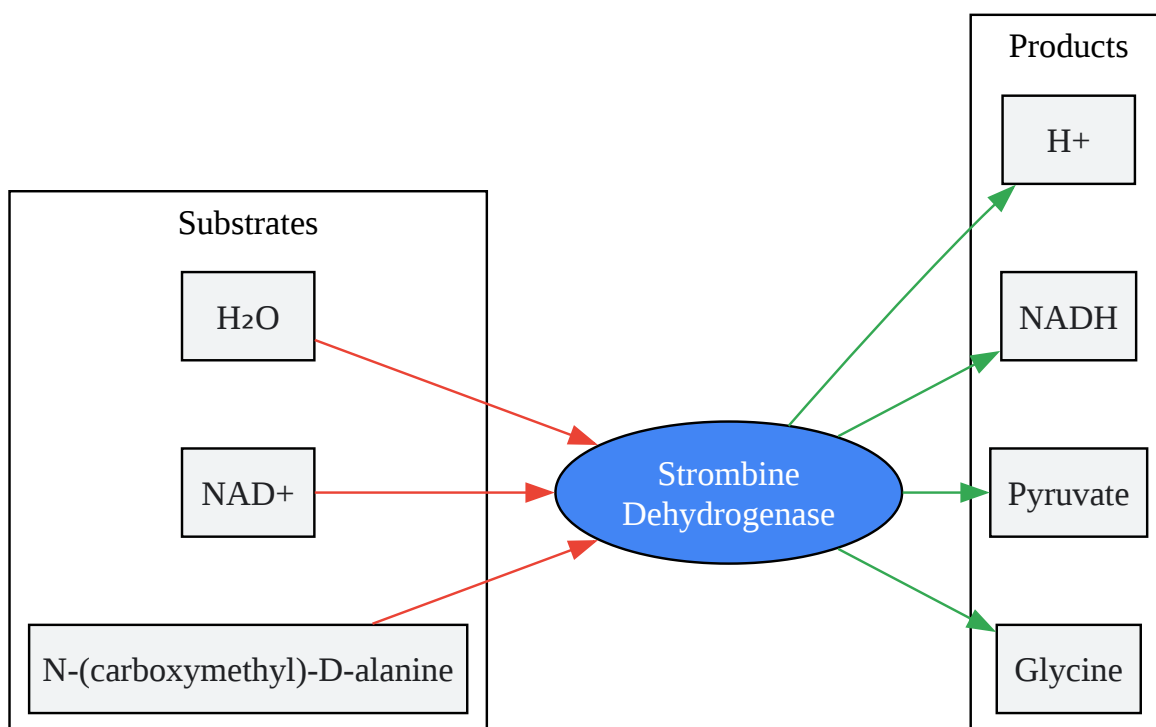 Substrates
H₂O
NAD+
N-(carboxymethyl)-D-alanine
Strombine
Dehydrogenase
Products
H+
NADH
Pyruvate
Glycine